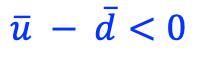 ū − d̄ < 0